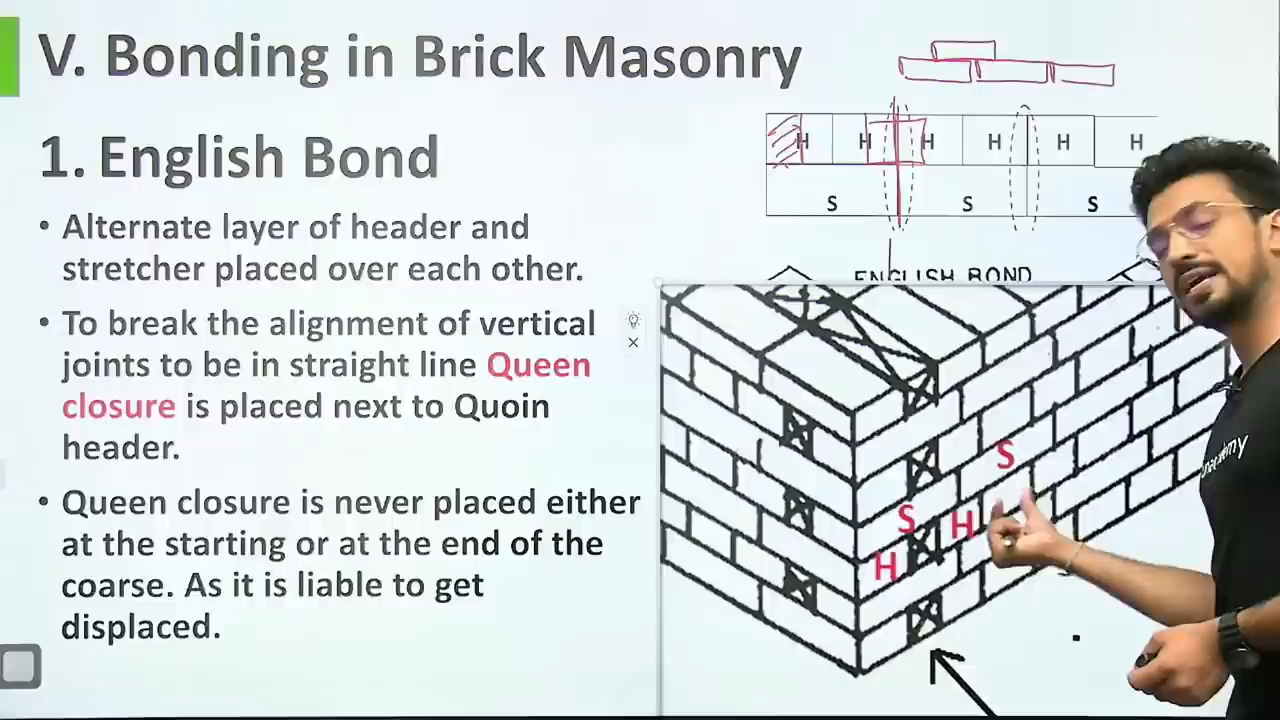 V. Bonding in Brick Masonry
1. English Bond
• Alternate layer of header and
stretcher placed over each other.
• To break the alignment of vertical
joints to be in straight line Queen
closure is placed next to Quoin
header.
• Queen closure is never placed either
at the starting or at the end of the
coarse. As it is liable to get
displaced.
H H H H H H
S S S
ENGLISH BOND
S
S H
H